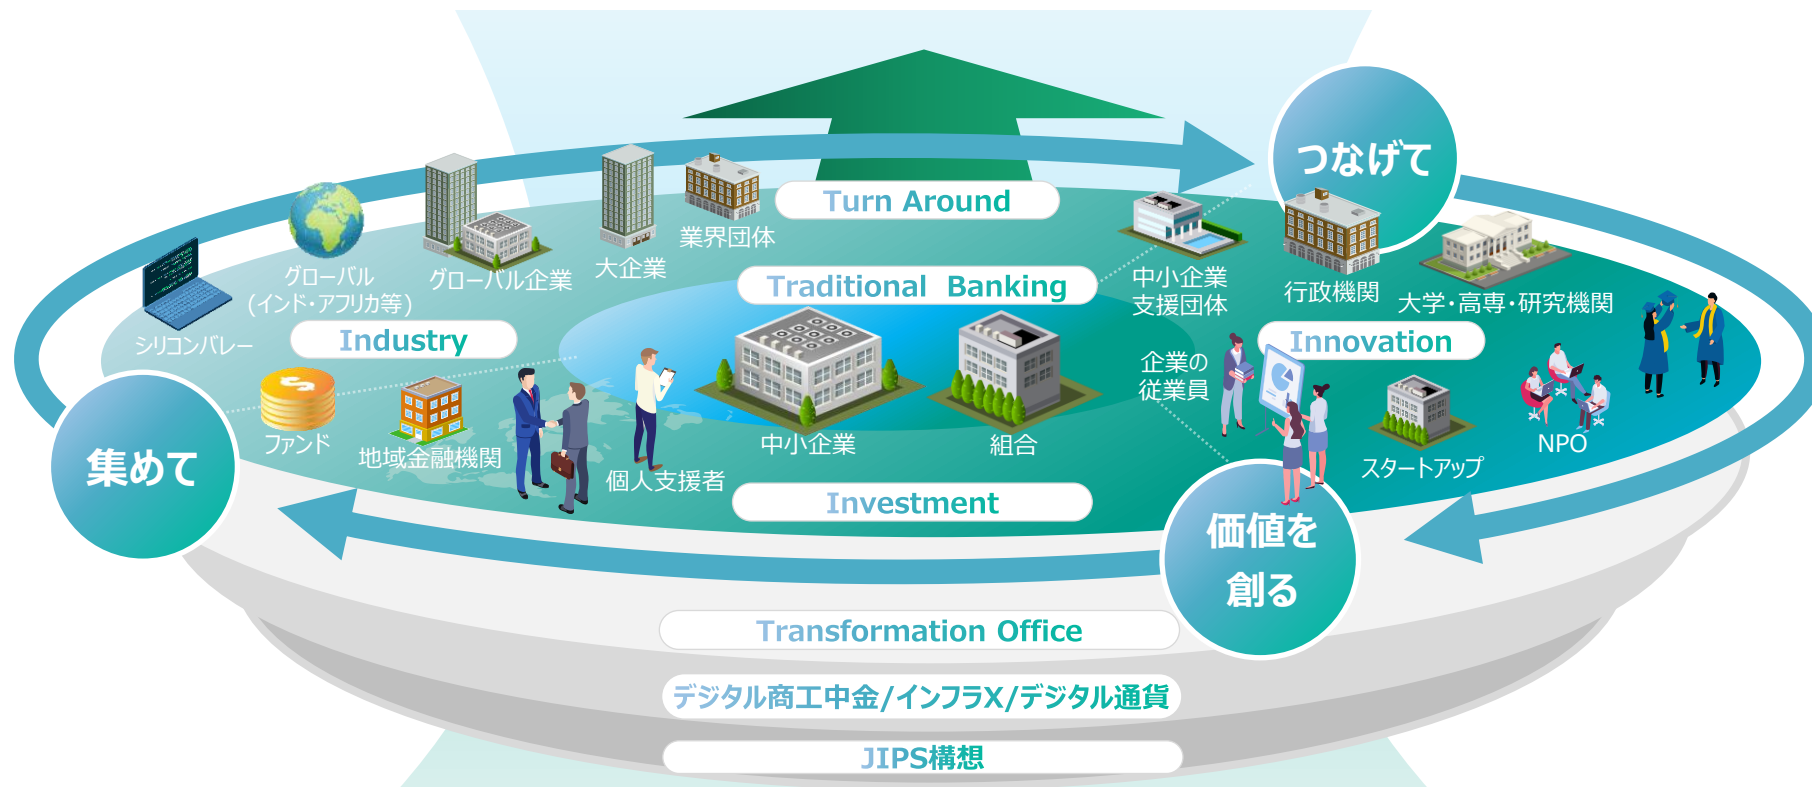 つなげて
Turn Around
業界団体
大企業
グローバル企業
グローバル
(インド・アフリカ等)
シリコンバレー
Traditional Banking
中小企業
支援団体
行政機関
大学・高専・研究機関
Industry
Innovation
企業の
従業員
集めて
ファンド
地域金融機関
個人支援者
中小企業
組合
スタートアップ
NPO
Investment
価値を
創る
Transformation Office
デジタル商工中金/インフラX/デジタル通貨
JIPS構想